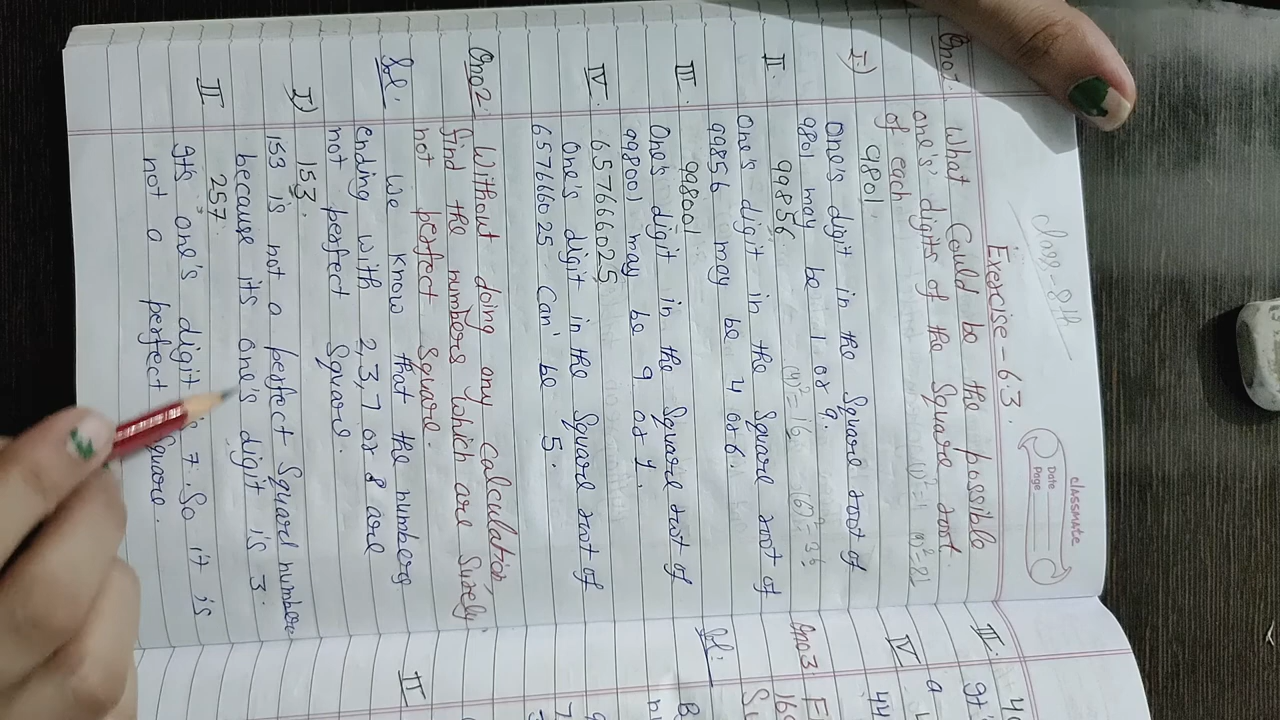 Class-8th
CLASSMATE
Date
Page
Exercise-6.3.
Qno1. What Could be the possible
one's digits of the Square root
of each (1)²=1 (9)²=81
I) 9801.
One's digit in the Square root of
9801 may be 1 or 9.
II. 99856 (4)²=16 (6)²=36
One's digit in the Square root of
99856 may be 4 or 6.
III. 998001
One's digit in the Square root of
998001 may be 9 or 1.
IV. 657666025
One's digit in the Square root of
657666025 Can' be 5.
Qno2: Without doing any Calculation,
find the numbers which are Surely
not perfect Square.
Sol: We know that the numbers
ending with 2,3,7 or 8 are
not perfect Square.
I) 153.
153 is not a perfect Square number
because its one's digit is 3.
II 257.
Its one's digit is 7. So it is
not a perfect Square.
III.
IV
44
Qno3.
Sol:
II